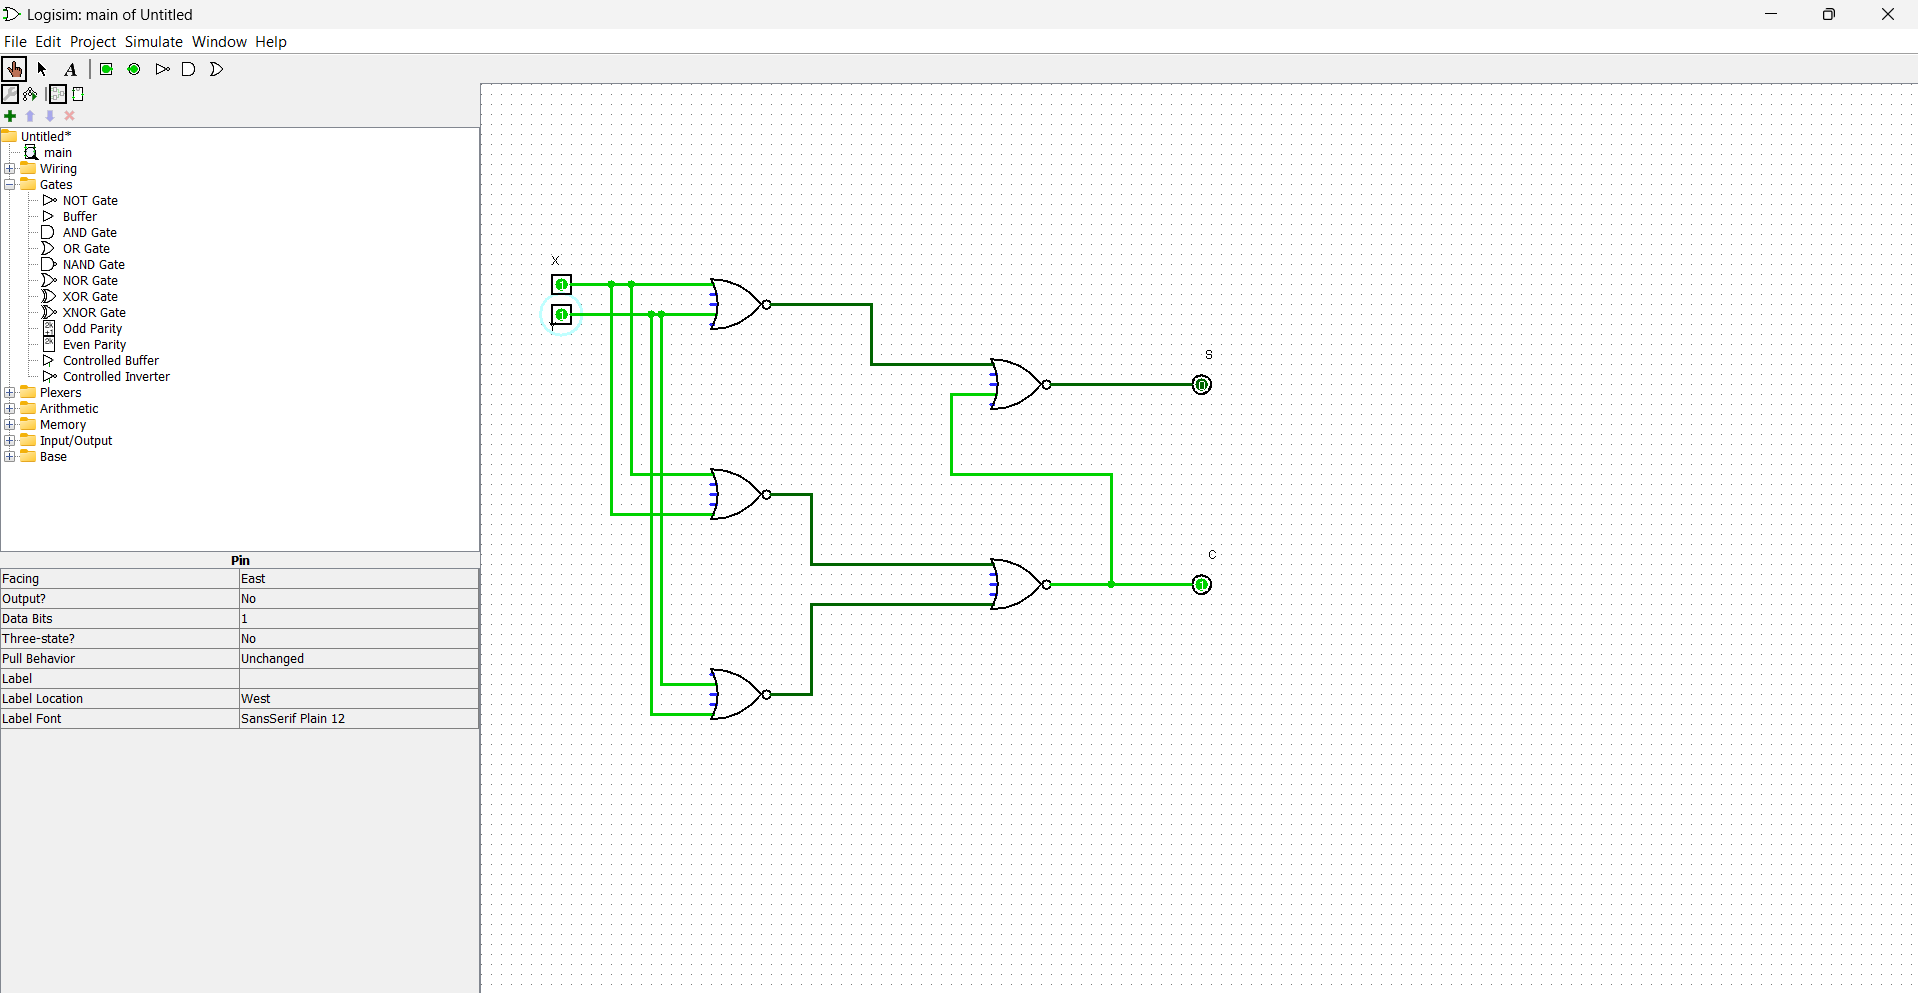 Logisim: main of Untitled
File Edit Project Simulate Window Help
A
Untitled*
main
Wiring
Gates
NOT Gate
Buffer
AND Gate
OR Gate
NAND Gate
NOR Gate
XOR Gate
XNOR Gate
Odd Parity
Even Parity
Controlled Buffer
Controlled Inverter
Plexers
Arithmetic
Memory
Input/Output
Base
Pin
Facing East
Output? No
Data Bits 1
Three-state? No
Pull Behavior Unchanged
Label
Label Location West
Label Font SansSerif Plain 12
X
1
1
S
0
C
1